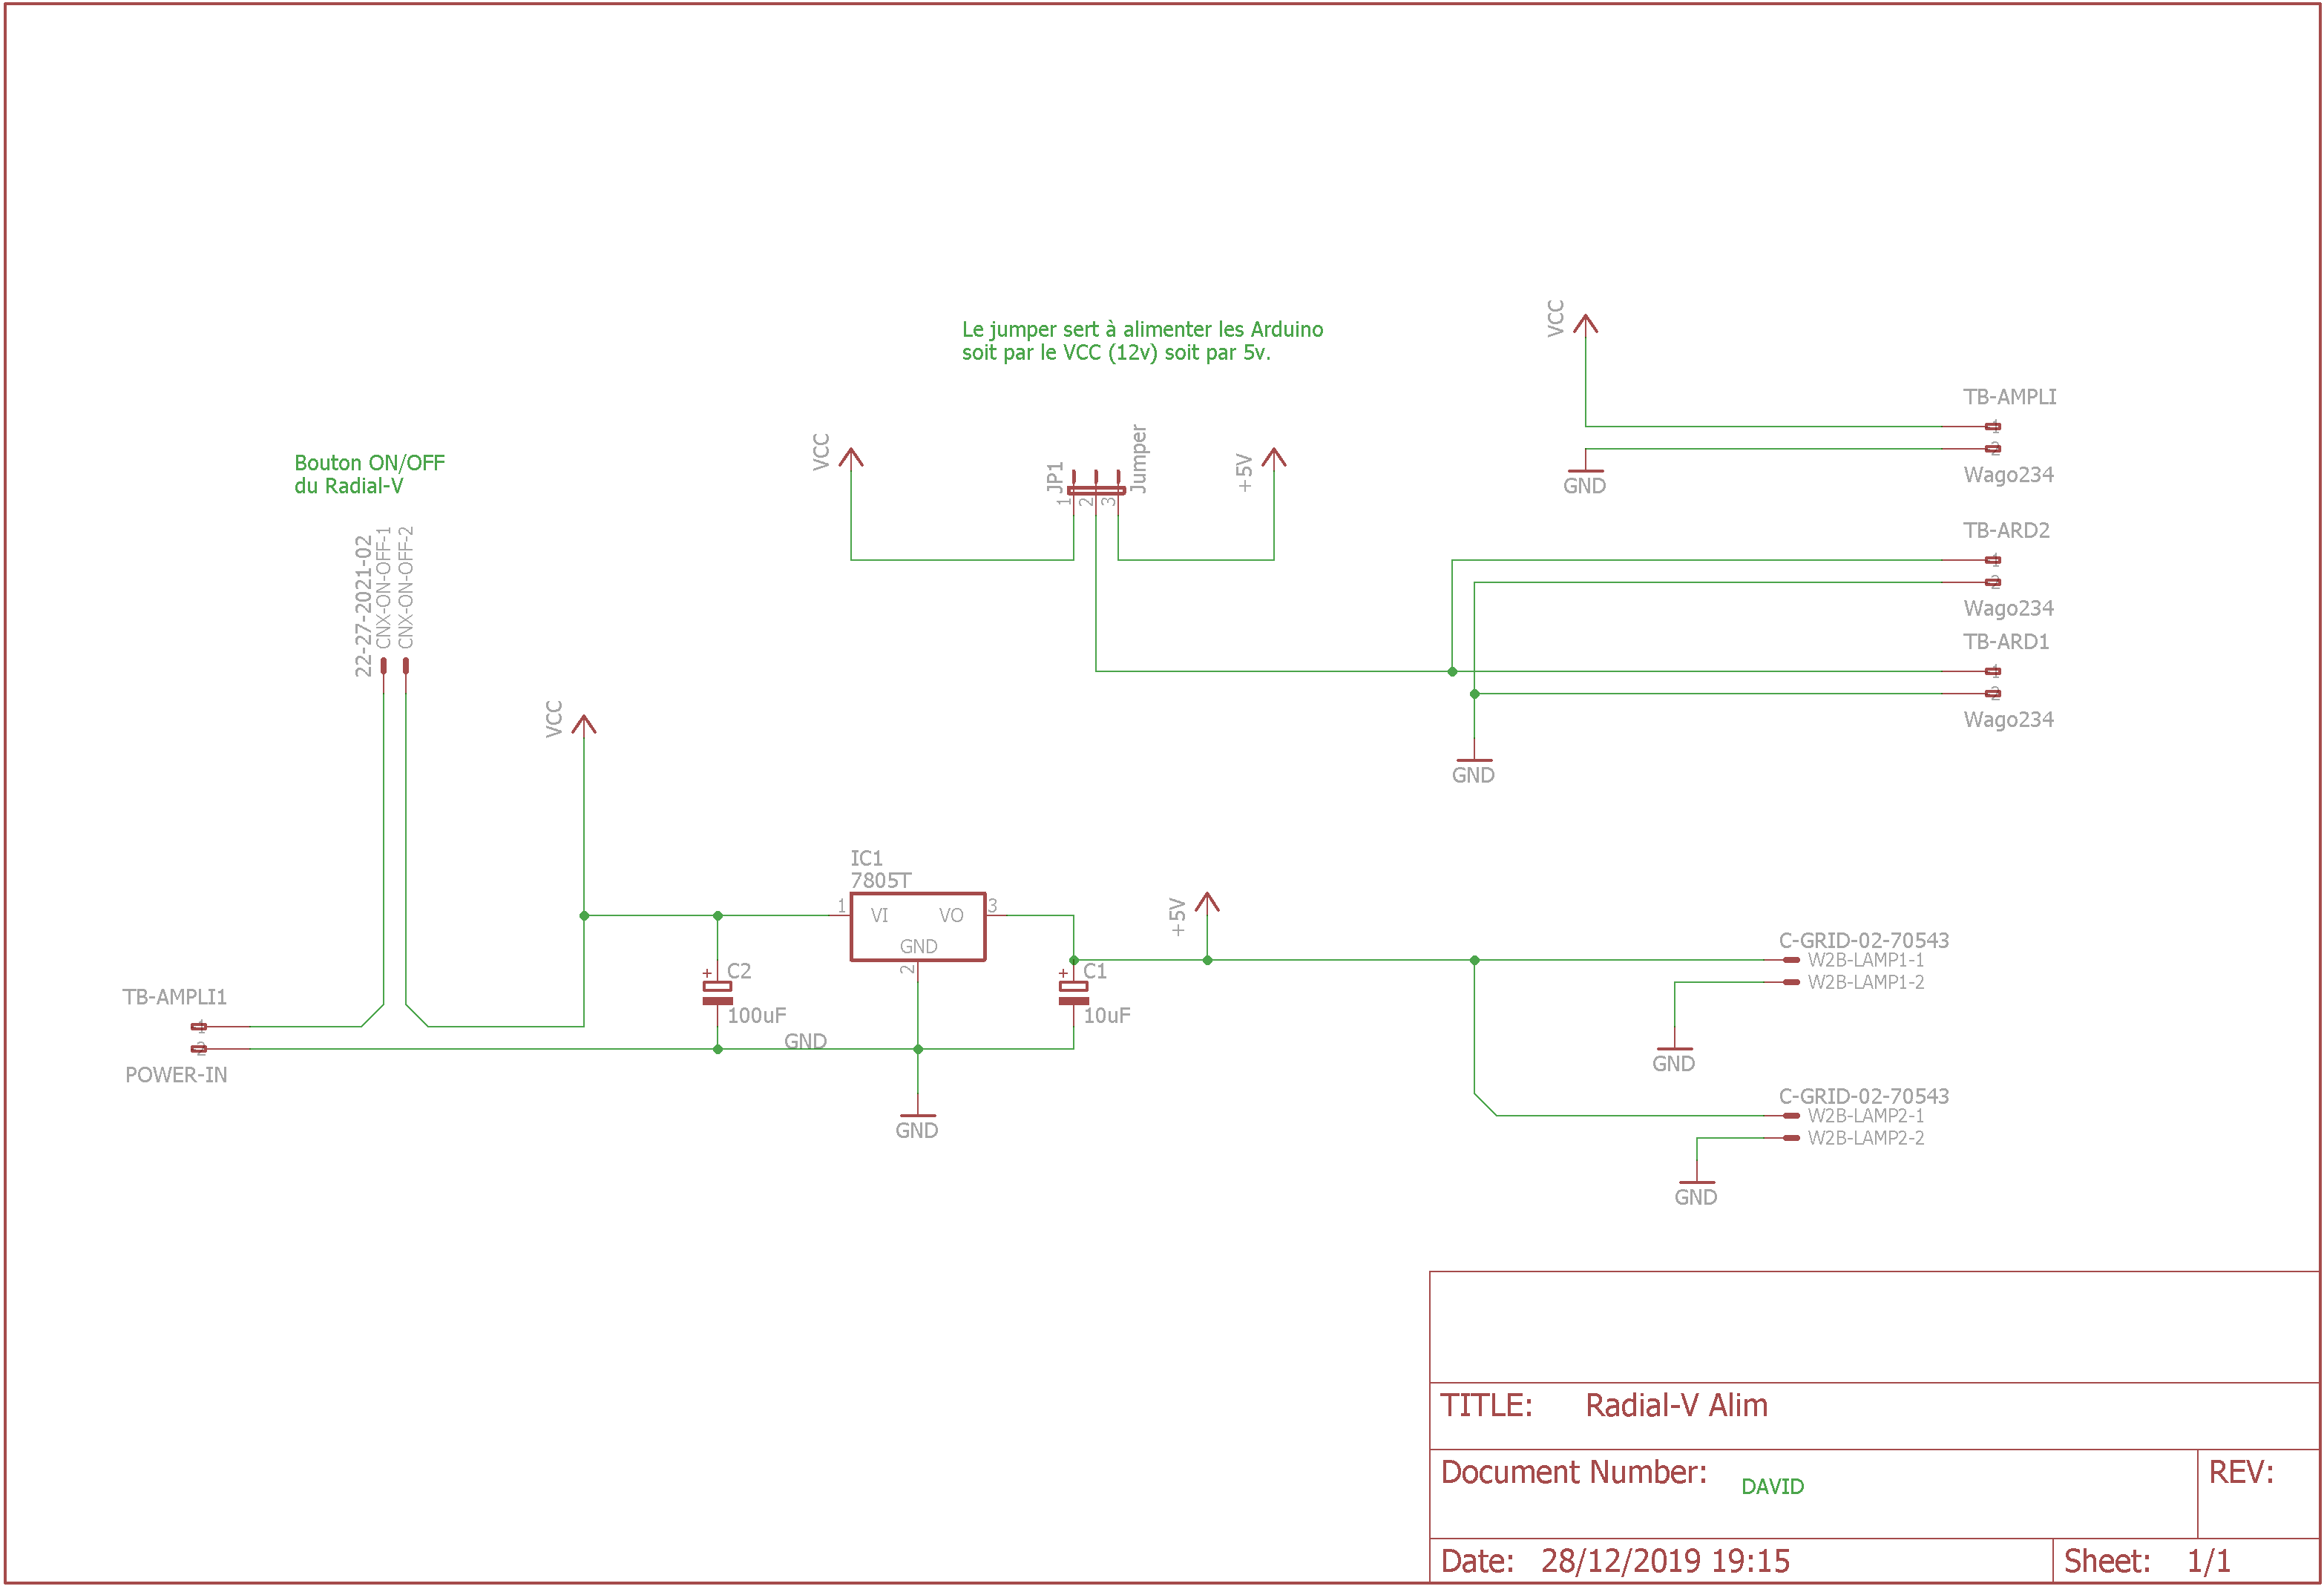 Le jumper sert à alimenter les Arduino
soit par le VCC (12v) soit par 5v.
VCC
TB-AMPLI
1
2
Wago234
GND
VCC
JP1
1
2
3
Jumper
+5V
Bouton ON/OFF
du Radial-V
22-27-2021-02
CNX-ON-OFF-1
CNX-ON-OFF-2
TB-ARD2
1
2
Wago234
TB-ARD1
1
2
Wago234
GND
VCC
IC1
7805T
1
VI
VO
3
GND
2
+5V
+
C2
100uF
+
C1
10uF
GND
GND
TB-AMPLI1
1
2
POWER-IN
C-GRID-02-70543
W2B-LAMP1-1
W2B-LAMP1-2
GND
C-GRID-02-70543
W2B-LAMP2-1
W2B-LAMP2-2
GND
TITLE: Radial-V Alim
Document Number: DAVID
REV:
Date: 28/12/2019 19:15
Sheet: 1/1